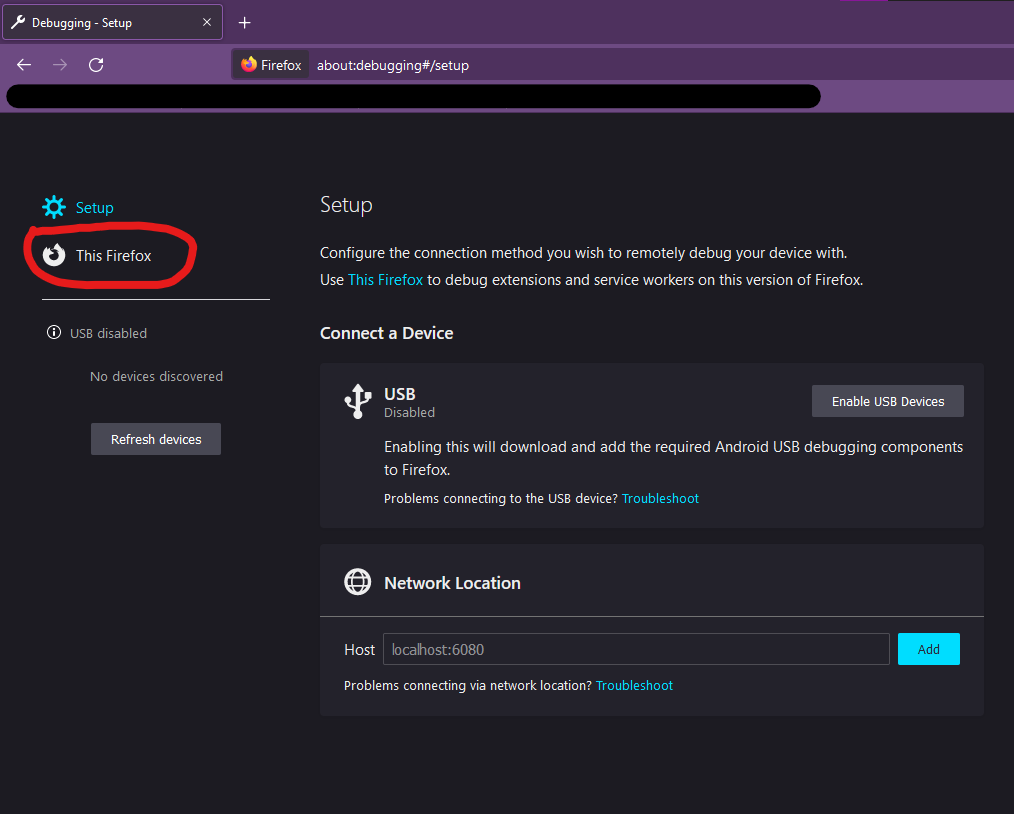 Debugging - Setup
Firefox about:debugging#/setup
Setup
This Firefox
USB disabled
No devices discovered
Refresh devices
Setup
Configure the connection method you wish to remotely debug your device with.
Use This Firefox to debug extensions and service workers on this version of Firefox.
Connect a Device
USB
Disabled
Enable USB Devices
Enabling this will download and add the required Android USB debugging components
to Firefox.
Problems connecting to the USB device? Troubleshoot
Network Location
Host localhost:6080 Add
Problems connecting via network location? Troubleshoot